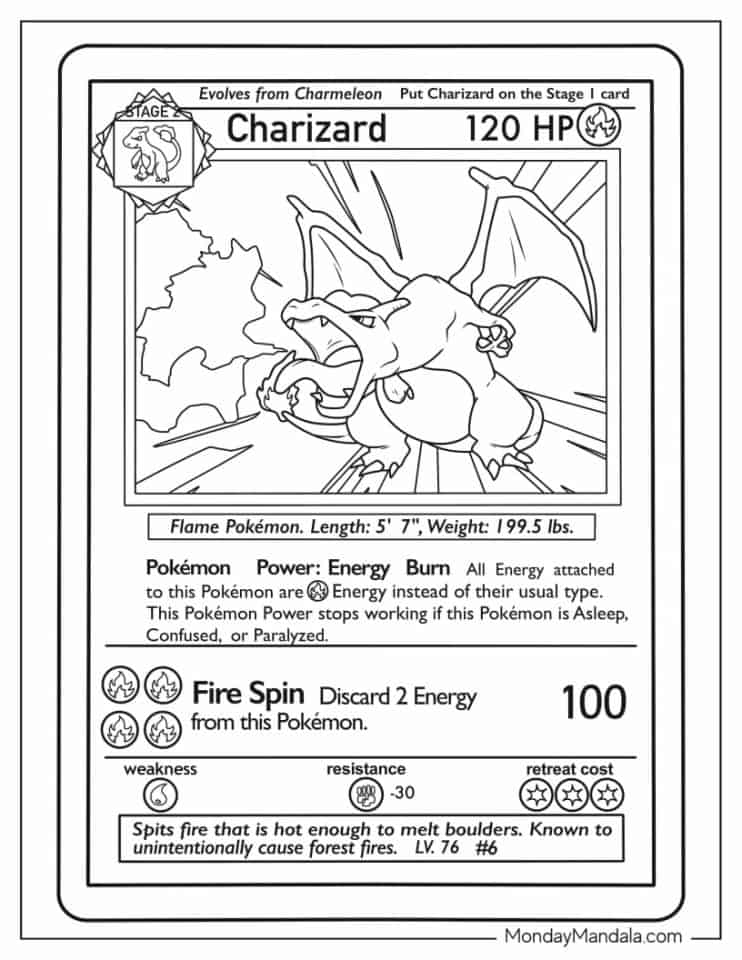 Evolves from Charmeleon Put Charizard on the Stage 1 card
STAGE 2
Charizard 120 HP
Flame Pokémon. Length: 5' 7", Weight: 199.5 lbs.
Pokémon Power: Energy Burn All Energy attached
to this Pokémon are Energy instead of their usual type.
This Pokémon Power stops working if this Pokémon is Asleep,
Confused, or Paralyzed.
Fire Spin Discard 2 Energy 100
from this Pokémon.
weakness resistance retreat cost
-30
Spits fire that is hot enough to melt boulders. Known to
unintentionally cause forest fires. LV. 76 #6
MondayMandala.com